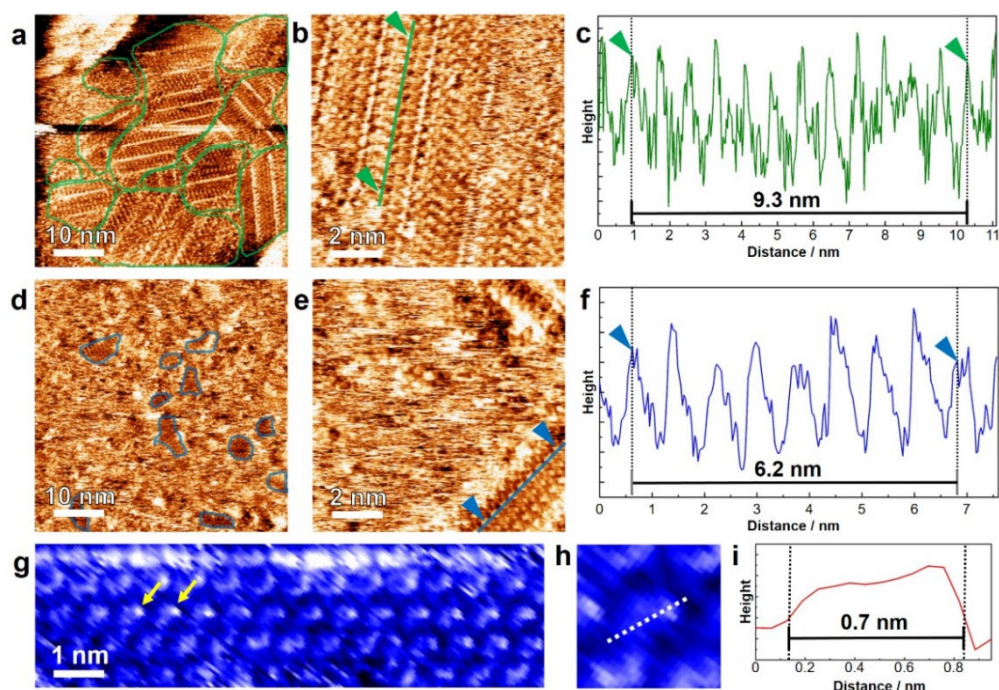 a
10 nm
b
2 nm
c
Height
9.3 nm
0 1 2 3 4 5 6 7 8 9 10 11
Distance / nm
d
10 nm
e
2 nm
f
Height
6.2 nm
0 1 2 3 4 5 6 7
Distance / nm
g
1 nm
h
i
Height
0.7 nm
0 0.2 0.4 0.6 0.8
Distance / nm